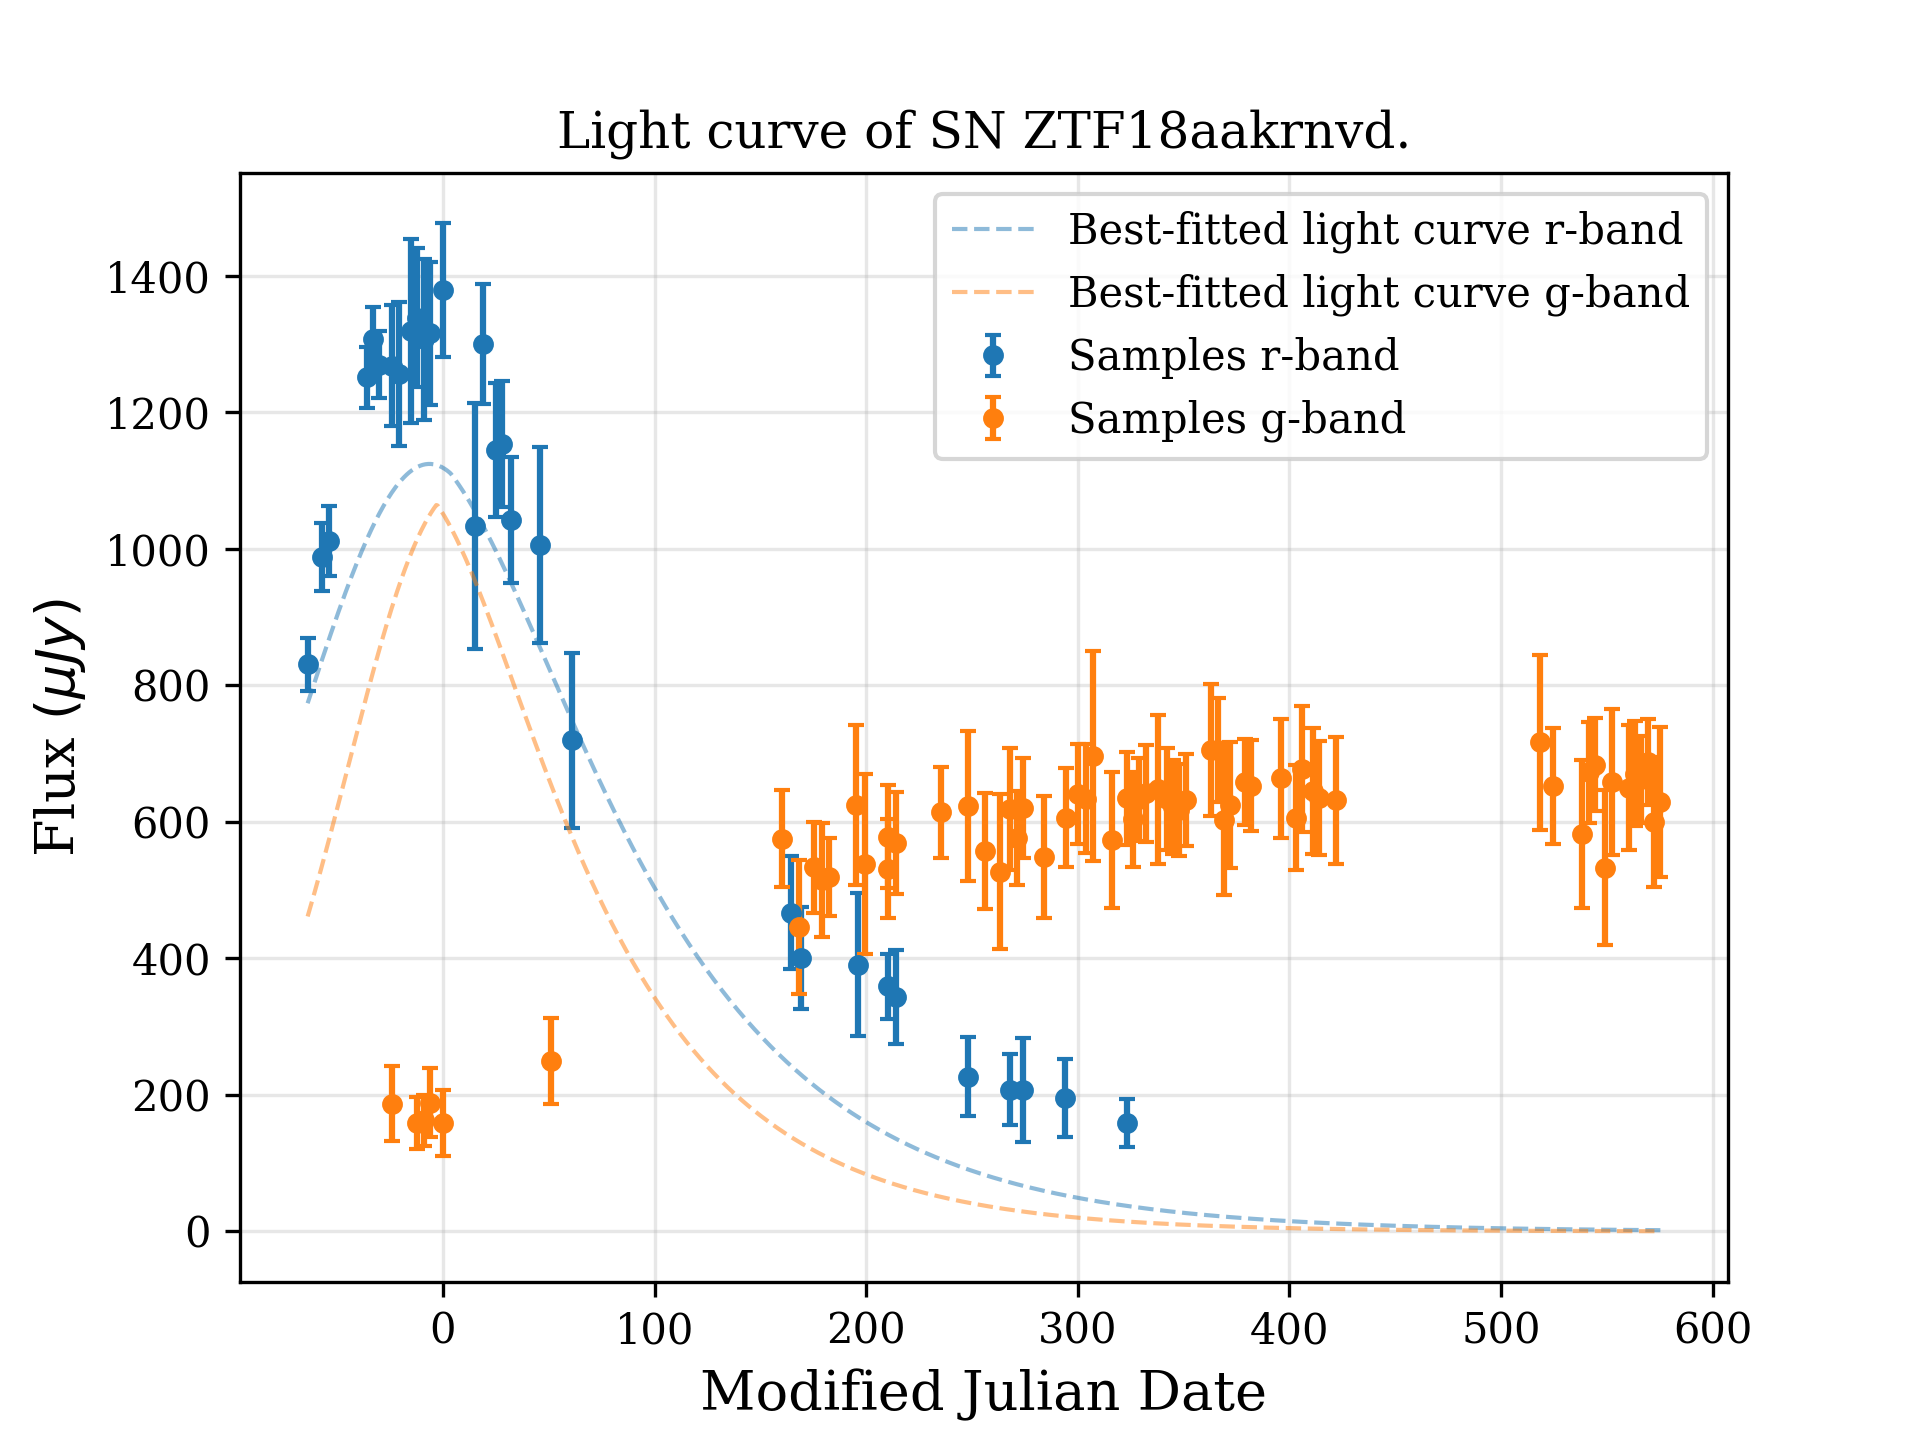 Light curve of SN ZTF18aakrnvd.
Best-fitted light curve r-band
Best-fitted light curve g-band
Samples r-band
Samples g-band
Flux (μJy)
1400
1200
1000
800
600
400
200
0
0 100 200 300 400 500 600
Modified Julian Date